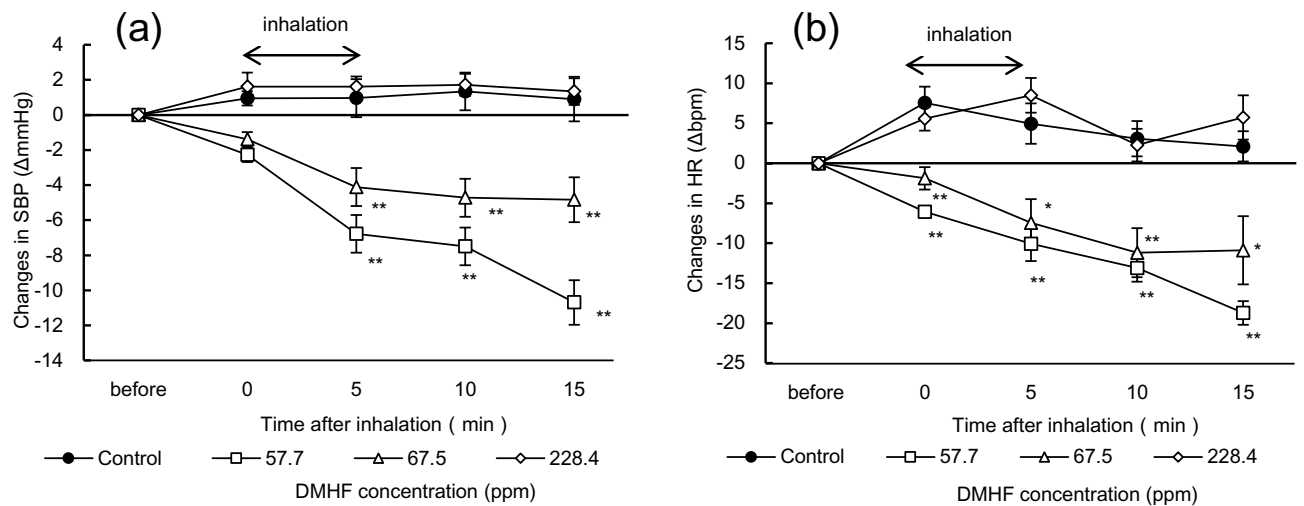 (a)
inhalation
Changes in SBP (ΔmmHg)
4
2
0
-2
-4
-6
-8
-10
-12
-14
**
**
**
**
**
**
before 0 5 10 15
Time after inhalation ( min )
Control 57.7 67.5 228.4
DMHF concentration (ppm)
(b)
inhalation
Changes in HR (Δbpm)
15
10
5
0
-5
-10
-15
-20
-25
**
**
*
**
**
**
*
**
before 0 5 10 15
Time after inhalation ( min )
Control 57.7 67.5 228.4
DMHF concentration (ppm)